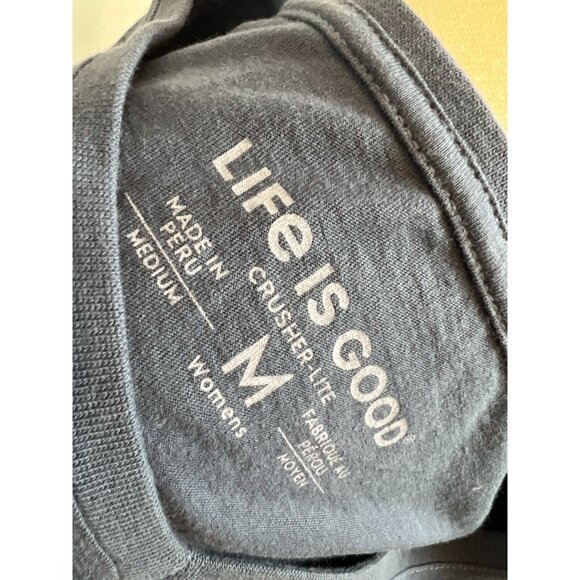 LIFe IS GOOD®
CRUSHER-LITE
MADE IN
PERU
MEDIUM
M
Womens
FABRIQUÉ AU
PÉROU
MOYEN